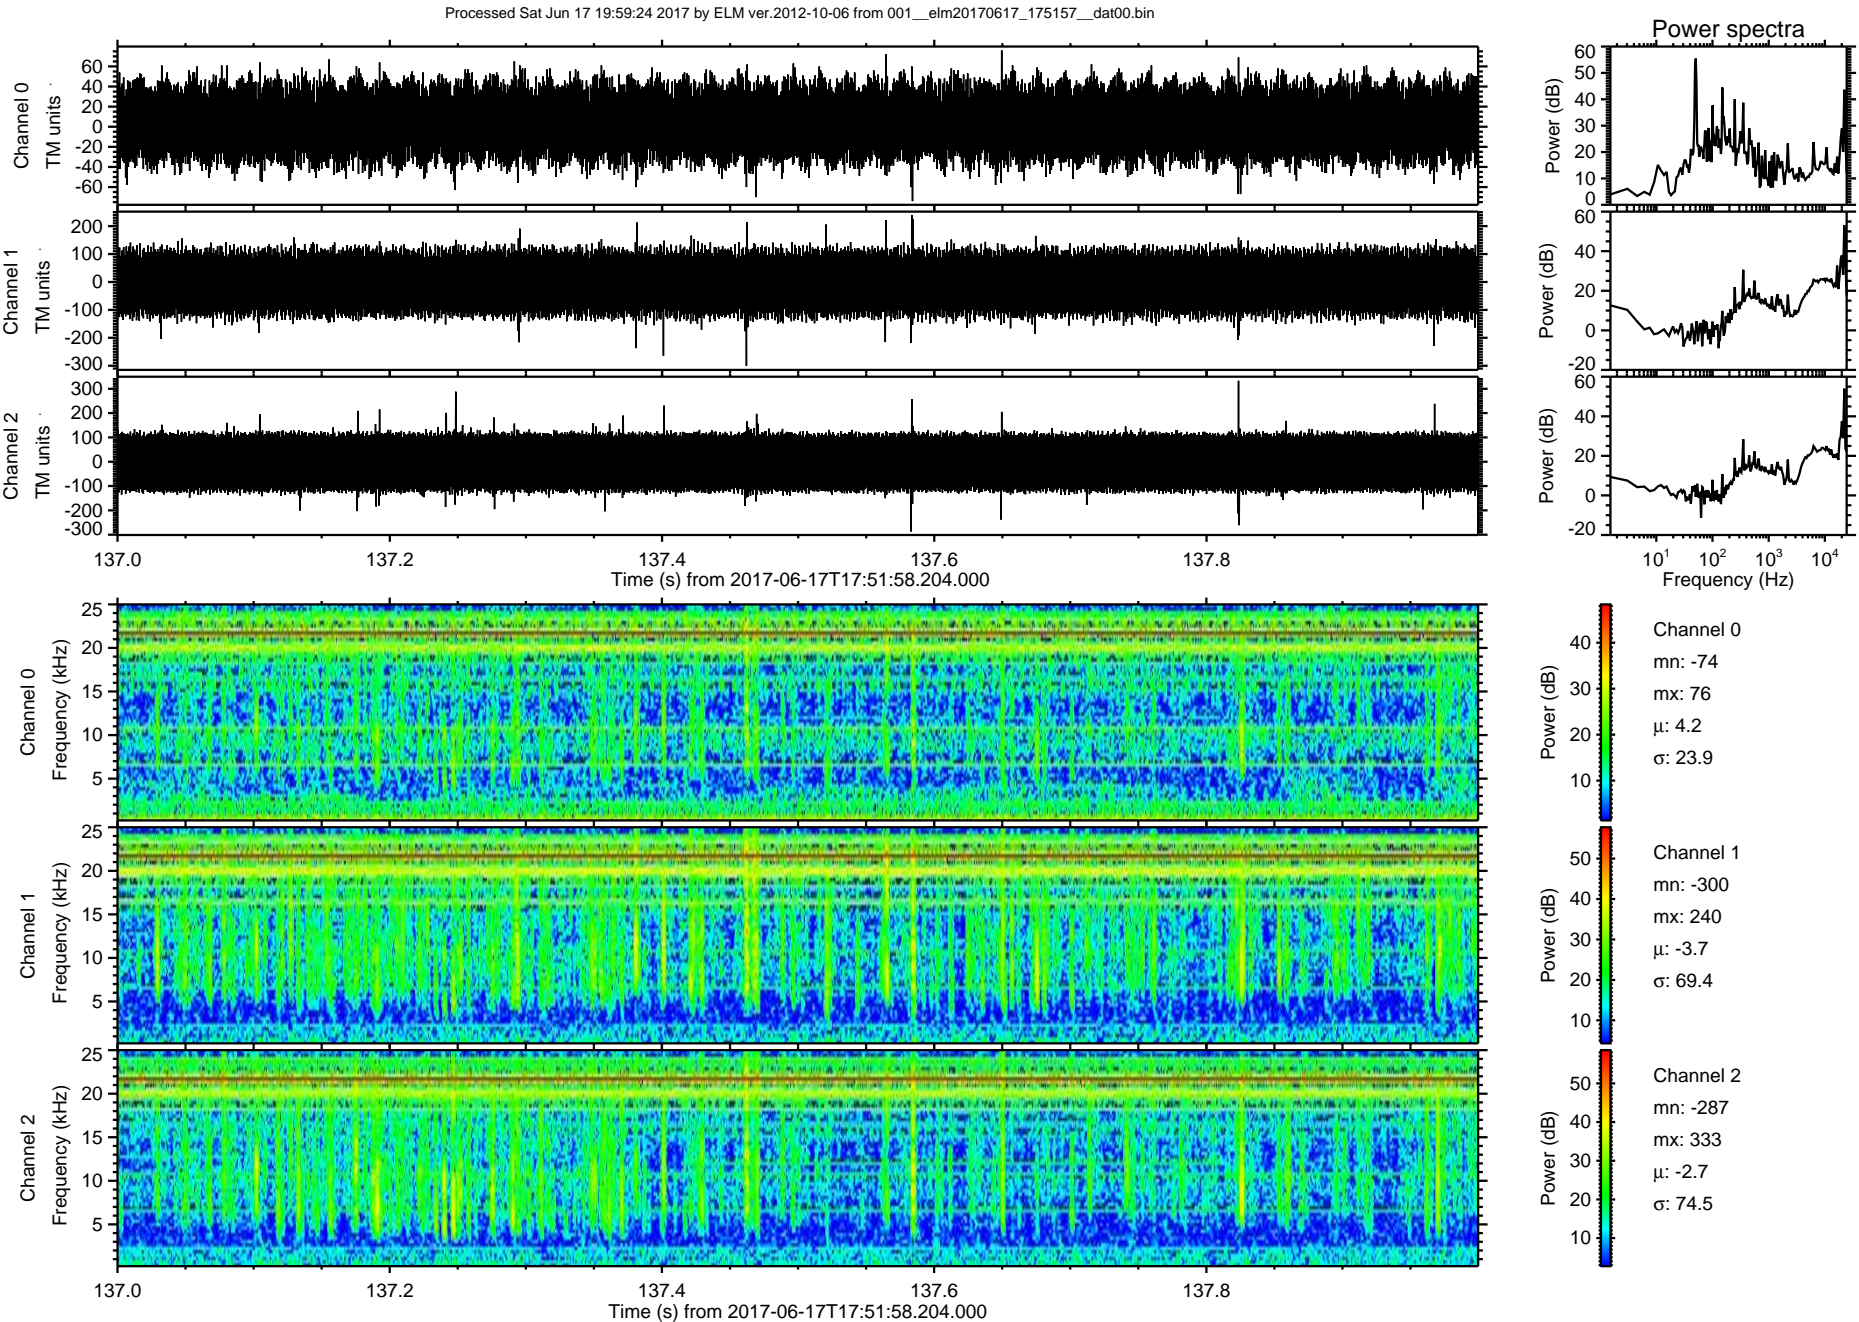 Processed Sat Jun 17 19:59:24 2017 by ELM ver.2012-10-06 from 001__elm20170617_175157__dat00.bin
Power spectra
Channel 0
TM units
60
40
20
0
-20
-40
-60
Power (dB)
60
50
40
30
20
10
0
Channel 1
TM units
200
100
0
-100
-200
-300
Power (dB)
60
40
20
0
-20
Channel 2
TM units
300
200
100
0
-100
-200
-300
Power (dB)
60
40
20
0
-20
137.0 137.2 137.4 137.6 137.8
Time (s) from 2017-06-17T17:51:58.204.000
10¹ 10² 10³ 10⁴
Frequency (Hz)
Channel 0
Frequency (kHz)
25
20
15
10
5
Power (dB)
40
30
20
10
Channel 0
mn: -74
mx: 76
μ: 4.2
σ: 23.9
Channel 1
Frequency (kHz)
25
20
15
10
5
Power (dB)
50
40
30
20
10
Channel 1
mn: -300
mx: 240
μ: -3.7
σ: 69.4
Channel 2
Frequency (kHz)
25
20
15
10
5
Power (dB)
50
40
30
20
10
Channel 2
mn: -287
mx: 333
μ: -2.7
σ: 74.5
137.0 137.2 137.4 137.6 137.8
Time (s) from 2017-06-17T17:51:58.204.000